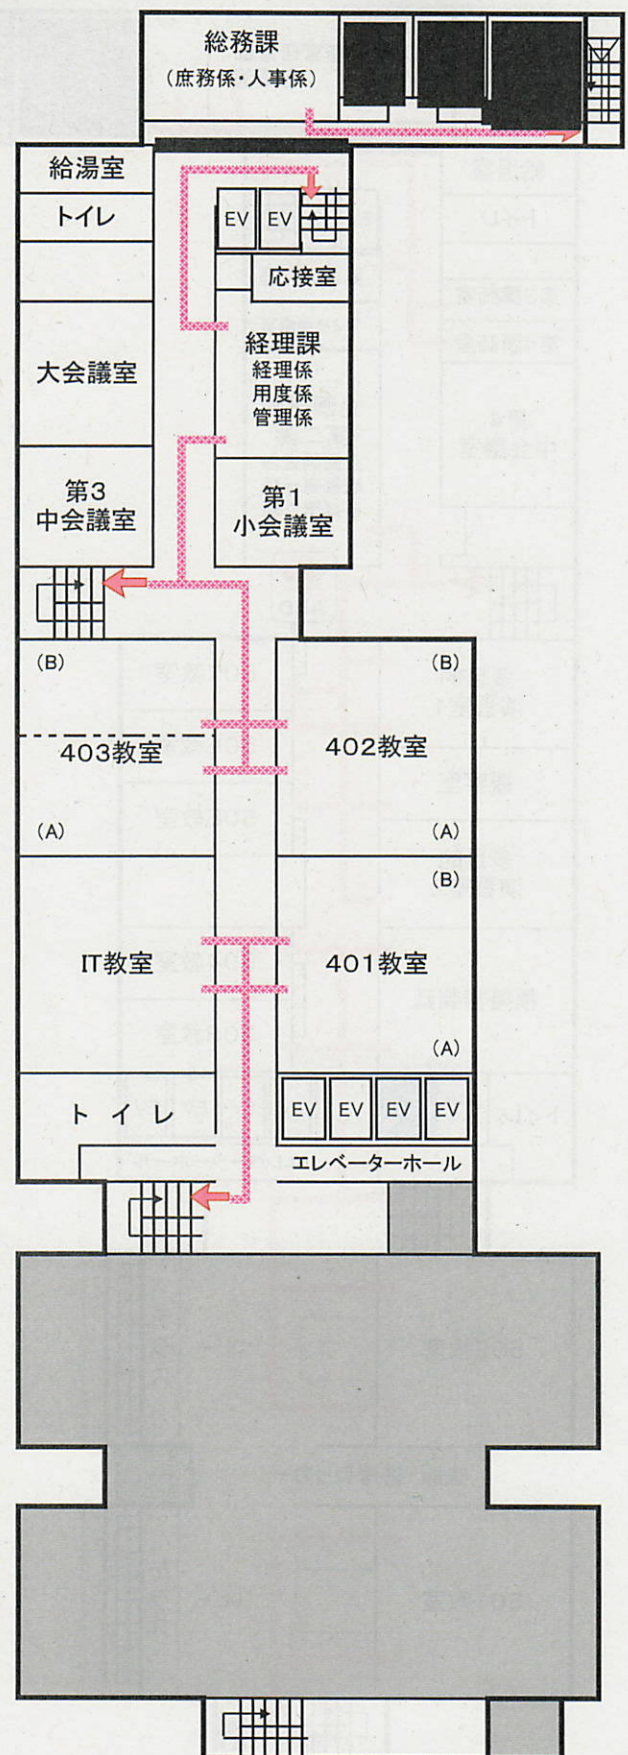 総務課
(庶務係・人事係)
給湯室
トイレ
EV
EV
応接室
大会議室
経理課
経理係
用度係
管理係
第3
中会議室
第1
小会議室
(B)
(B)
403教室
402教室
(A)
(A)
(B)
IT教室
401教室
(A)
トイレ
EV
EV
EV
EV
エレベーターホール